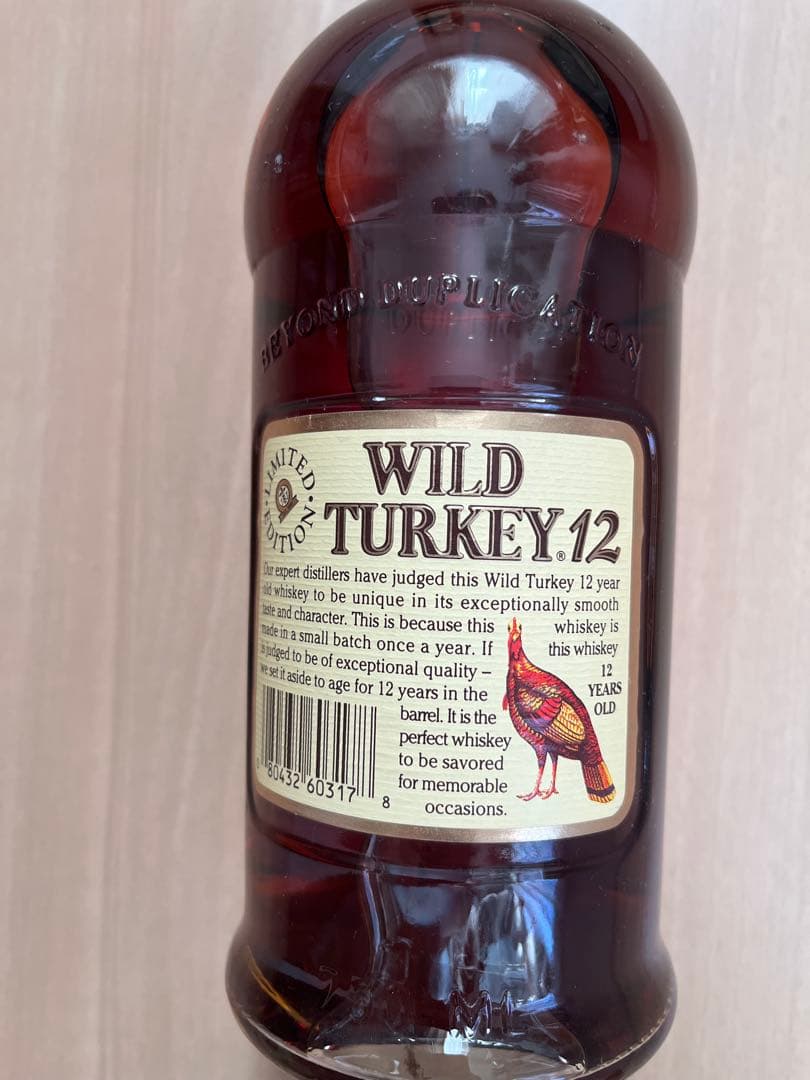 BEYOND DUPLICATION
LIMITED EDITION
WILD
TURKEY®12
Our expert distillers have judged this Wild Turkey 12 year
old whiskey to be unique in its exceptionally smooth
taste and character. This is because this whiskey is
made in a small batch once a year. If this whiskey
is judged to be of exceptional quality –
we set it aside to age for 12 years in the
barrel. It is the
perfect whiskey
to be savored
for memorable
occasions.
12
YEARS
OLD
80432 60317 8
ML